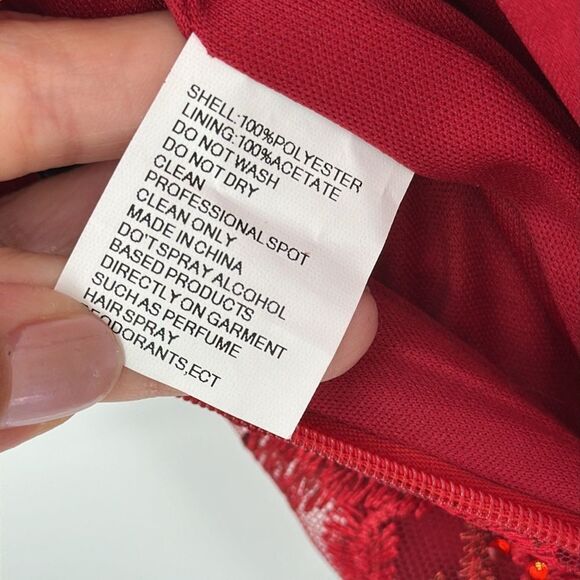 SHELL:100%POLYESTER
LINING:100%ACETATE
DO NOT WASH
DO NOT DRY
CLEAN
PROFESSIONAL SPOT
CLEAN ONLY
MADE IN CHINA
DO'T SPRAY ALCOHOL
BASED PRODUCTS
DIRECTLY ON GARMENT
SUCH AS PERFUME
HAIR SPRAY
DEODORANTS,ECT